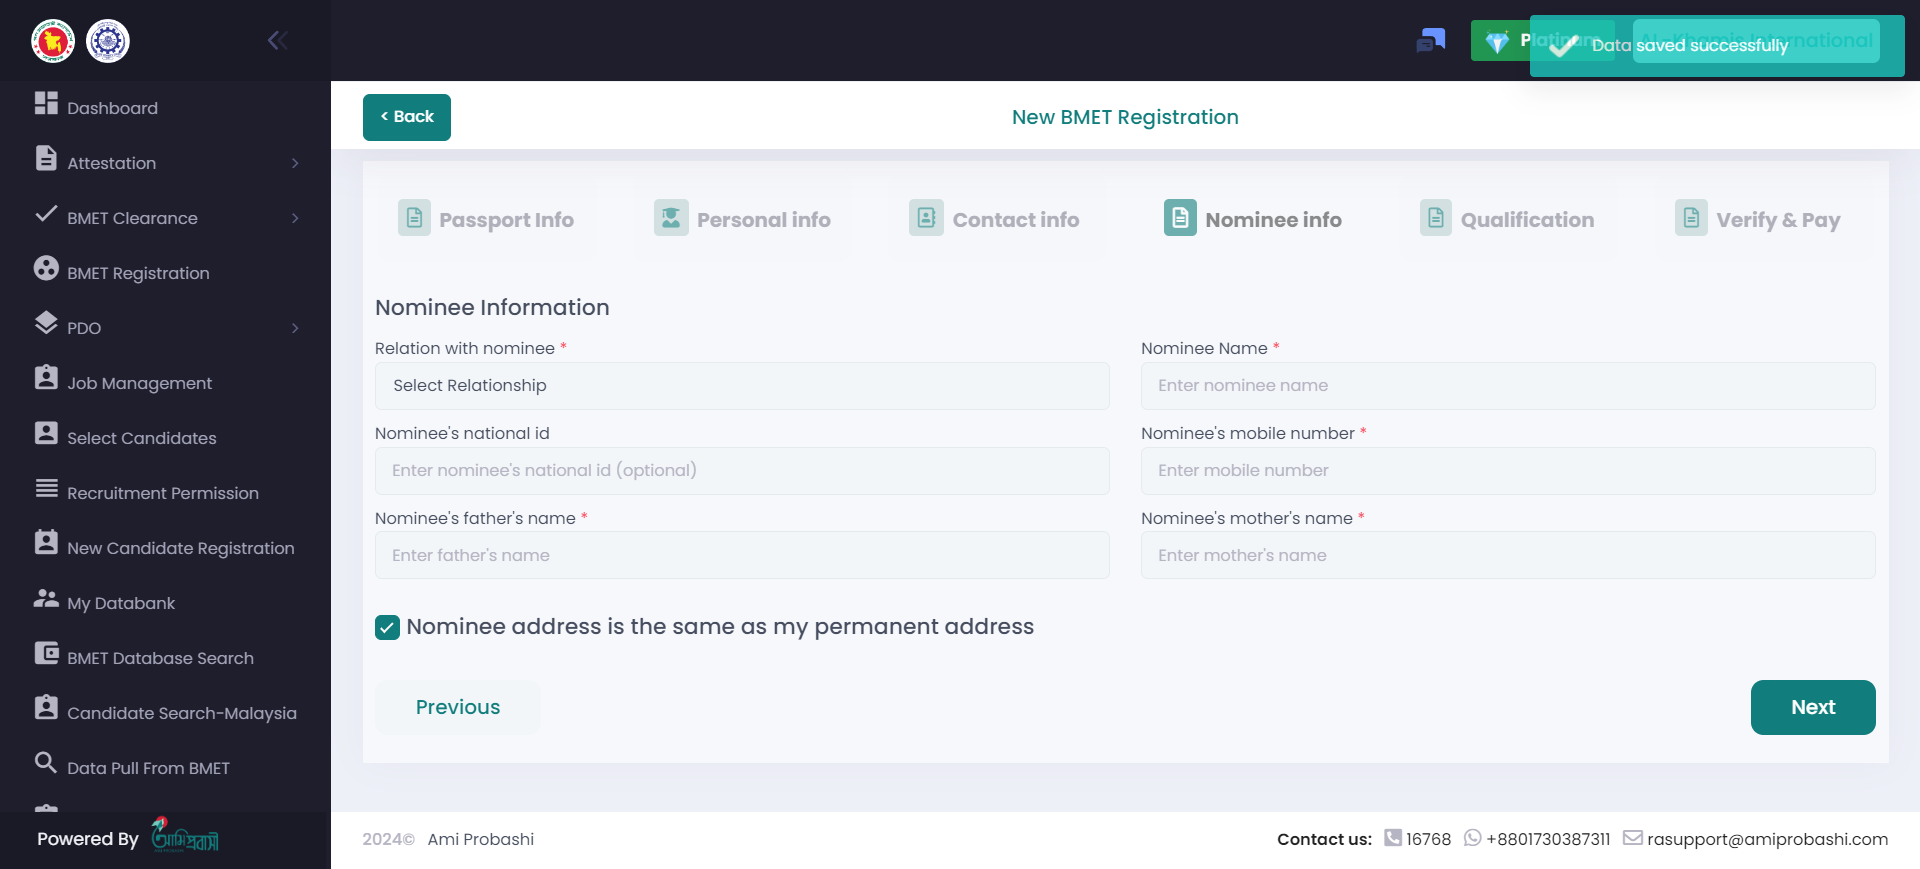 Platinum
AL-Khamis International
Data saved successfully
Dashboard
Attestation
BMET Clearance
BMET Registration
PDO
Job Management
Select Candidates
Recruitment Permission
New Candidate Registration
My Databank
BMET Database Search
Candidate Search-Malaysia
Data Pull From BMET
Powered By আমি প্রবাসী
< Back
New BMET Registration
Passport Info
Personal info
Contact info
Nominee info
Qualification
Verify & Pay
Nominee Information
Relation with nominee *
Select Relationship
Nominee Name *
Enter nominee name
Nominee's national id
Enter nominee's national id (optional)
Nominee's mobile number *
Enter mobile number
Nominee's father's name *
Enter father's name
Nominee's mother's name *
Enter mother's name
Nominee address is the same as my permanent address
Previous
Next
2024© Ami Probashi
Contact us: 16768 +8801730387311 rasupport@amiprobashi.com